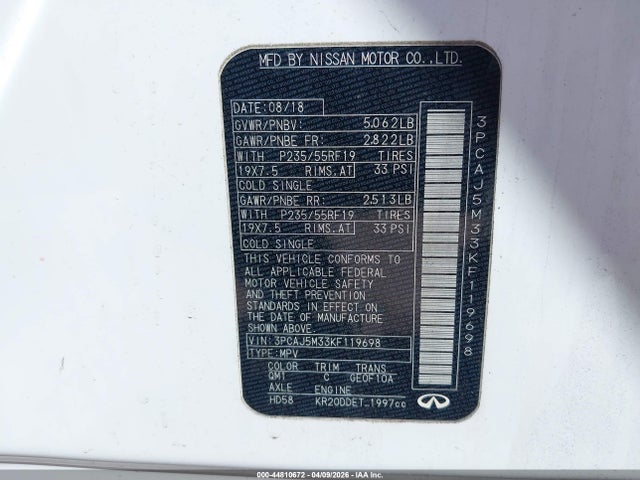 MFD BY NISSAN MOTOR CO.,LTD.
DATE: 08/18
GVWR/PNBV: 5.062LB
GAWR/PNBE FR: 2.822LB
WITH P235/55RF19 TIRES
19X7.5 RIMS.AT 33 PSI
COLD SINGLE
GAWR/PNBE RR: 2.513LB
WITH P235/55RF19 TIRES
19X7.5 RIMS.AT 33 PSI
COLD SINGLE
THIS VEHICLE CONFORMS TO
ALL APPLICABLE FEDERAL
MOTOR VEHICLE SAFETY
AND THEFT PREVENTION
STANDARDS IN EFFECT ON
THE DATE OF MANUFACTURE
SHOWN ABOVE.
VIN: 3PCAJ5M33KF119698
TYPE: MPV
COLOR TRIM TRANS
QM1 C GE0F10A
AXLE ENGINE
HD58 KR20DDET_1997cc
3PCAJ5M33KF119698
INFINITI
000-44810672 - 04/09/2026 - IAAI Inc.